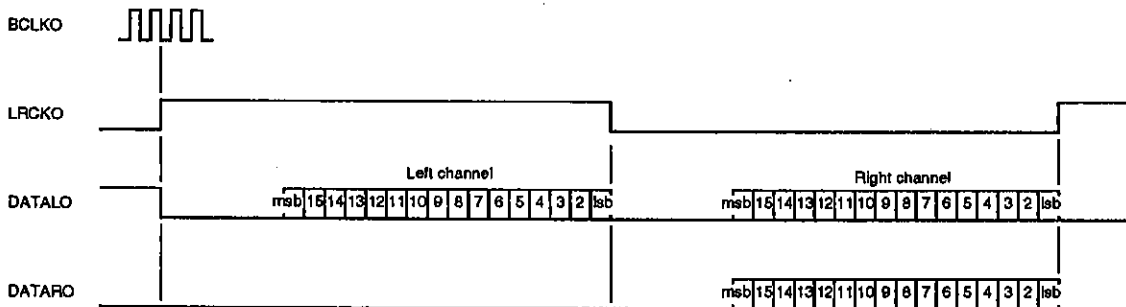 BCLKO
LRCKO
Left channel
Right channel
DATALO
msb 15 14 13 12 11 10 9 8 7 6 5 4 3 2 lsb
msb 15 14 13 12 11 10 9 8 7 6 5 4 3 2 lsb
DATARO
msb 15 14 13 12 11 10 9 8 7 6 5 4 3 2 lsb